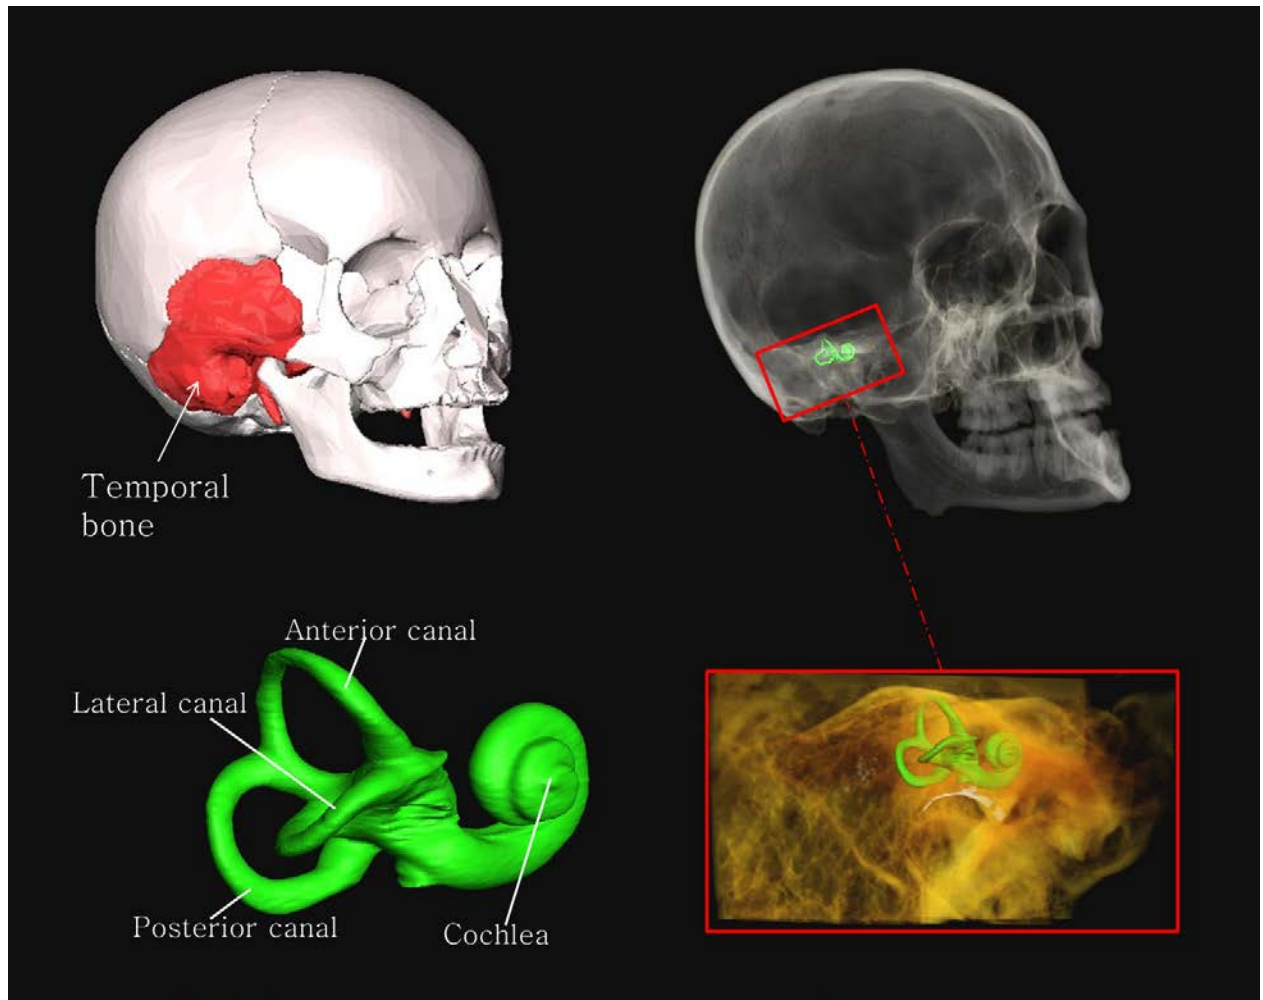 Temporal
bone
Anterior canal
Lateral canal
Posterior canal
Cochlea